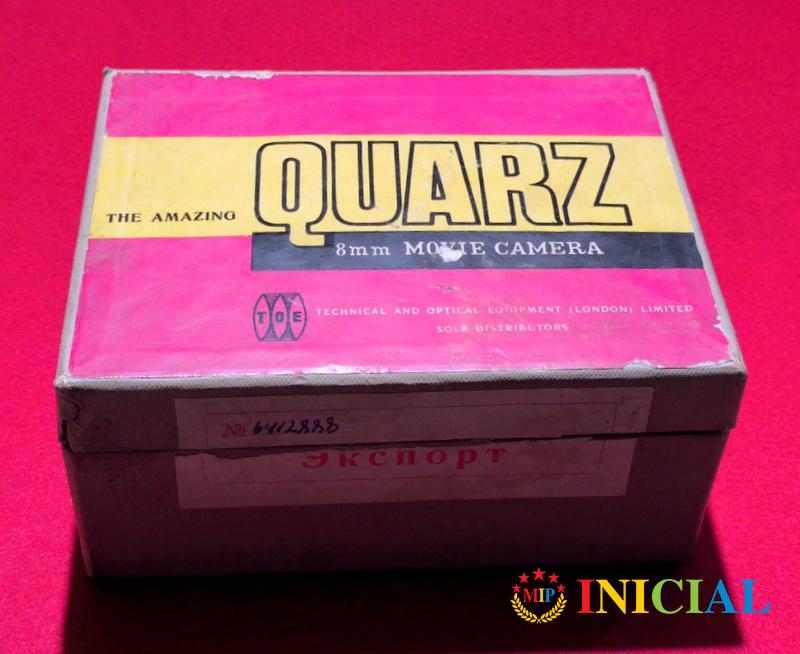 THE AMAZING QUARZ
8mm MOVIE CAMERA
TOE
TECHNICAL AND OPTICAL EQUIPMENT (LONDON) LIMITED
SOLE DISTRIBUTORS
№ 6412888
Экспорт
MIP INICIAL